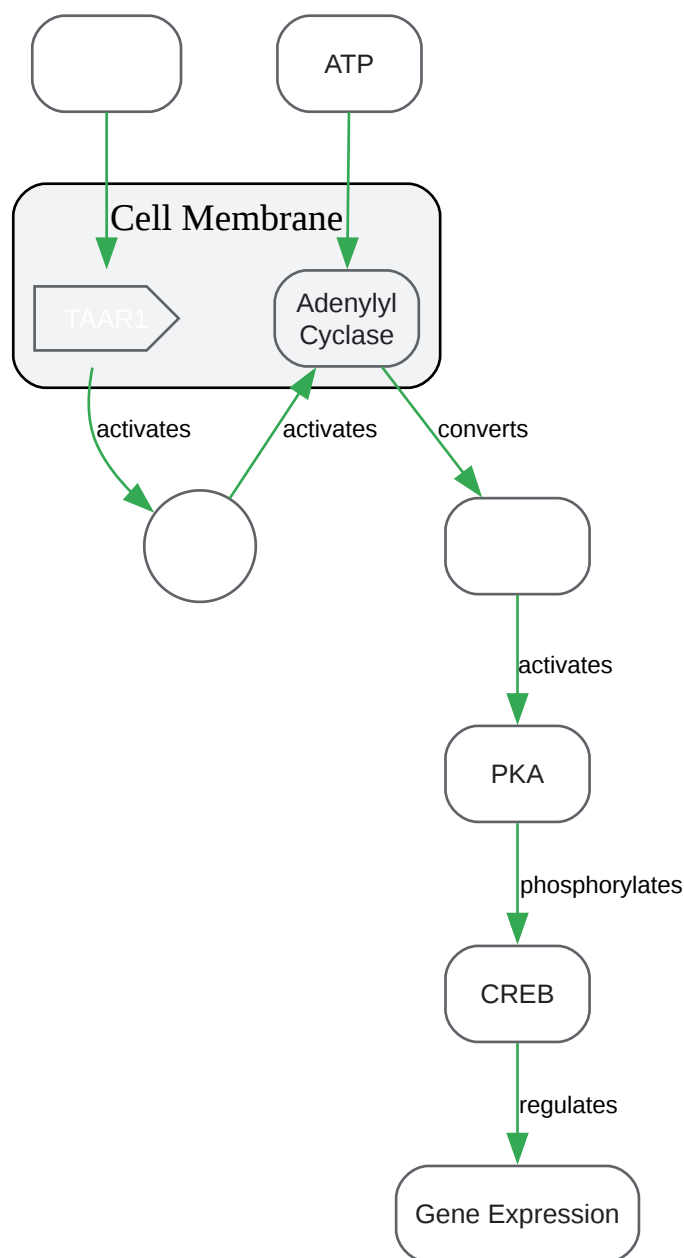 ATP
Cell Membrane
TAAR1
Adenylyl
Cyclase
activates
activates
converts
activates
PKA
phosphorylates
CREB
regulates
Gene Expression